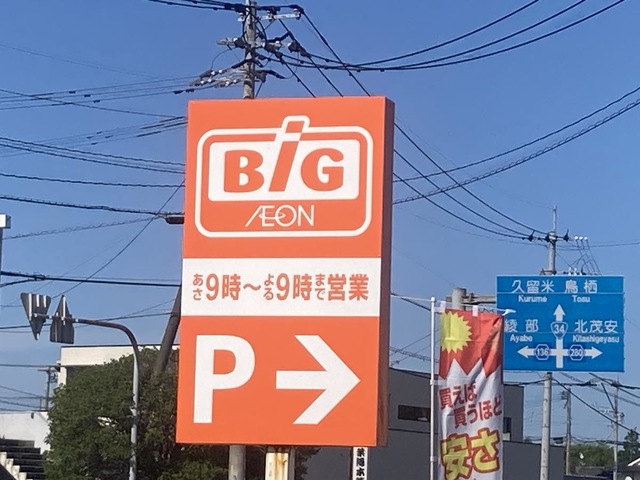 BiG
ÆON
あさ9時～よる9時まで営業
P
久留米 鳥栖
Kurume Tosu
綾部 34 北茂安
Ayabe 136 280 Kitashigeyasu
買えば
買うほど
安さ